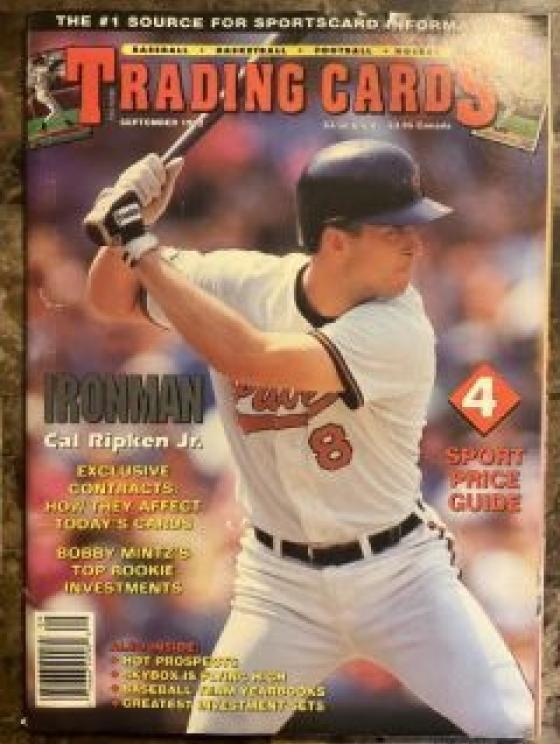 THE #1 SOURCE FOR SPORTSCARD
BASEBALL • BASKETBALL • FOOTBALL • HOCKEY
TRADING CARDS
SEPTEMBER
Canada
IRONMAN
Cal Ripken Jr.
EXCLUSIVE
CONTRACTS:
HOW THEY AFFECT
TODAY'S CARDS
BOBBY MINTZ'S
TOP ROOKIE
INVESTMENTS
8
4
SPORT
PRICE
GUIDE
ALSO INSIDE:
HOT PROSPECTS
SKYBOX IS FLYING HIGH
BASEBALL TEAM YEARBOOKS
GREATEST INVESTMENT SETS